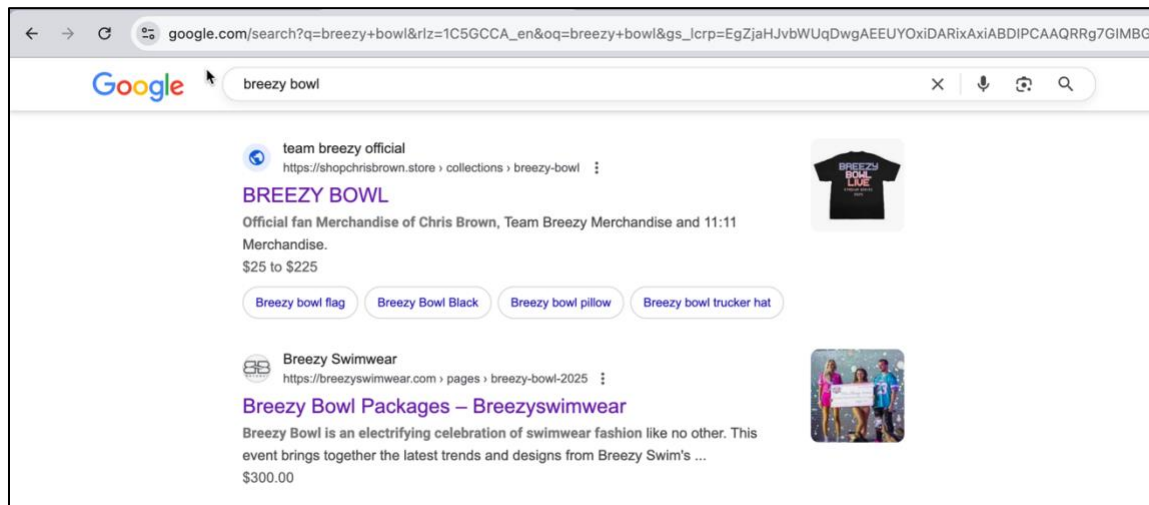 google.com/search?q=breezy+bowl&rlz=1C5GCCA_en&oq=breezy+bowl&gs_lcrp=EgZjaHJvbWUqDwgAEEUYOxiDARixAxiABDIPCAAQRRg7GIMBG
Google
breezy bowl
team breezy official
https://shopchrisbrown.store › collections › breezy-bowl
BREEZY BOWL
Official fan Merchandise of Chris Brown, Team Breezy Merchandise and 11:11
Merchandise.
$25 to $225
Breezy bowl flag Breezy Bowl Black Breezy bowl pillow Breezy bowl trucker hat
BREEZY
BOWL
LIVE
Breezy Swimwear
https://breezyswimwear.com › pages › breezy-bowl-2025
Breezy Bowl Packages – Breezyswimwear
Breezy Bowl is an electrifying celebration of swimwear fashion like no other. This
event brings together the latest trends and designs from Breezy Swim's ...
$300.00